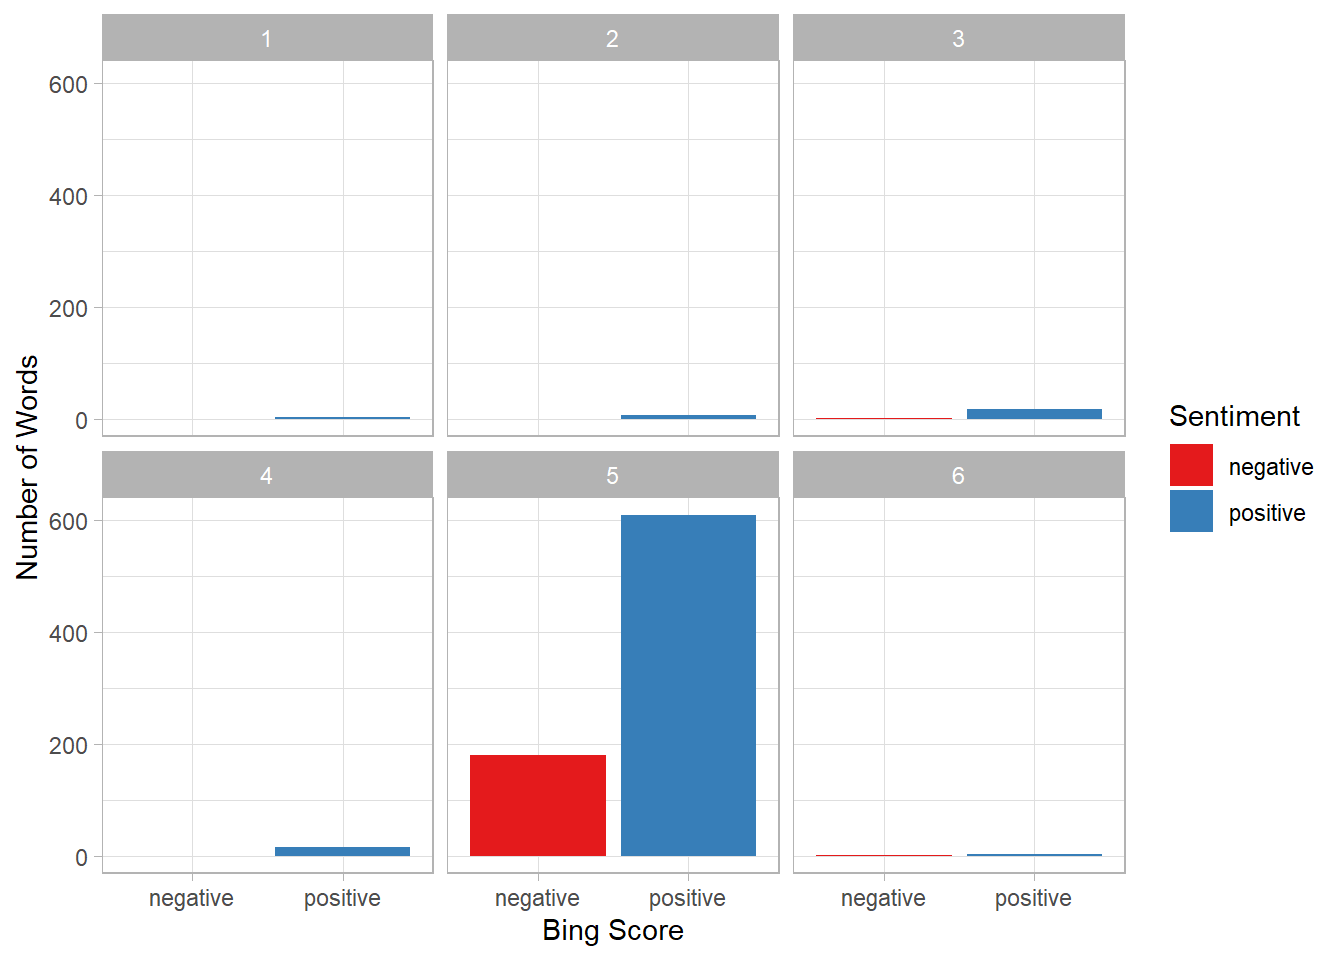 1 2 3
600
400
200
0
4 5 6
600
400
200
0
negative positive negative positive negative positive
Bing Score
Number of Words
Sentiment
negative
positive